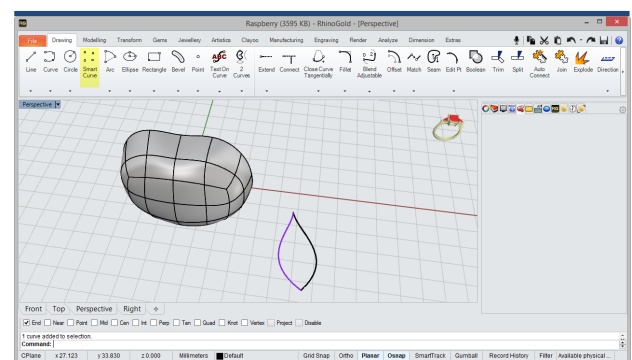 RG
Raspberry (3595 KB) - RhinoGold - [Perspective]
File Drawing Modelling Transform Gems Jewellery Artistics Clayoo Manufacturing Engraving Render Analyze Dimension Extras
Line Curve Circle Smart Curve Arc Ellipse Rectangle Bevel Point Text On Curve 2 Curves Extend Connect Close Curve Tangentially Fillet Blend Adjustable Offset Match Seam Edit Pt Boolean Trim Split Auto Connect Join Explode Direction
Perspective
Front Top Perspective Right
End Near Point Mid Cen Int Perp Tan Quad Knot Vertex Project Disable
1 curve added to selection.
Command:
CPlane x 27.123 y 33.830 z 0.000 Millimeters Default Grid Snap Ortho Planar Osnap SmartTrack Gumball Record History Filter Available physical ...